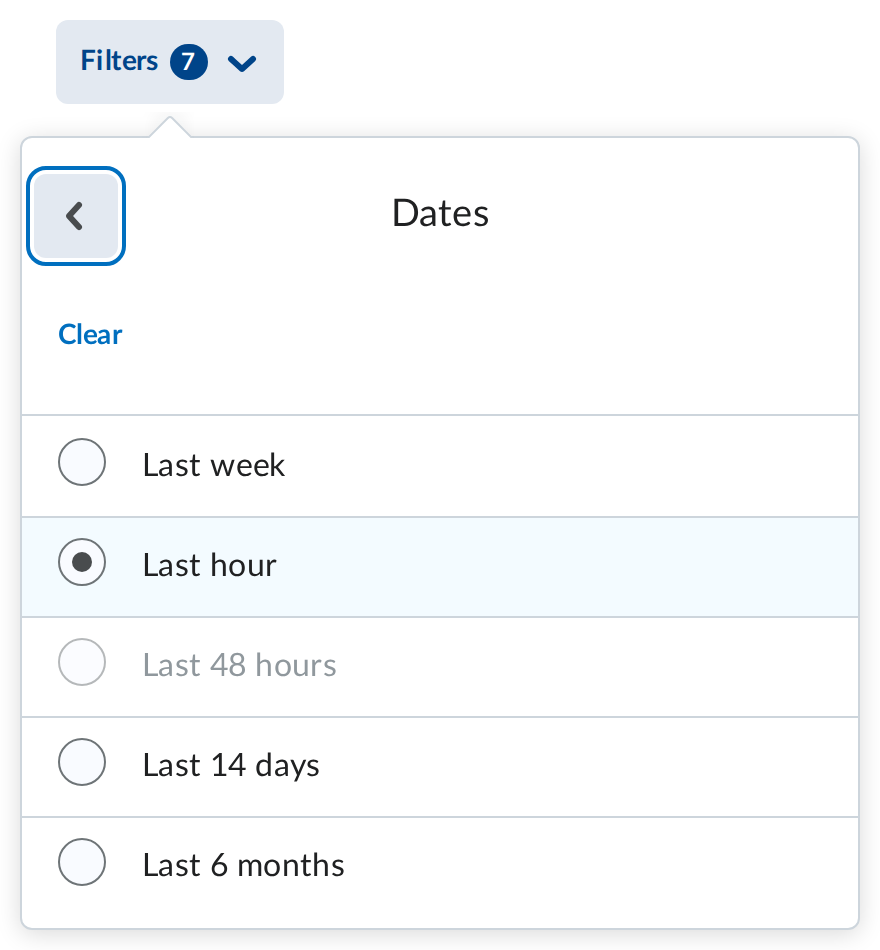 Filters 7
Dates
Clear
Last week
Last hour
Last 48 hours
Last 14 days
Last 6 months